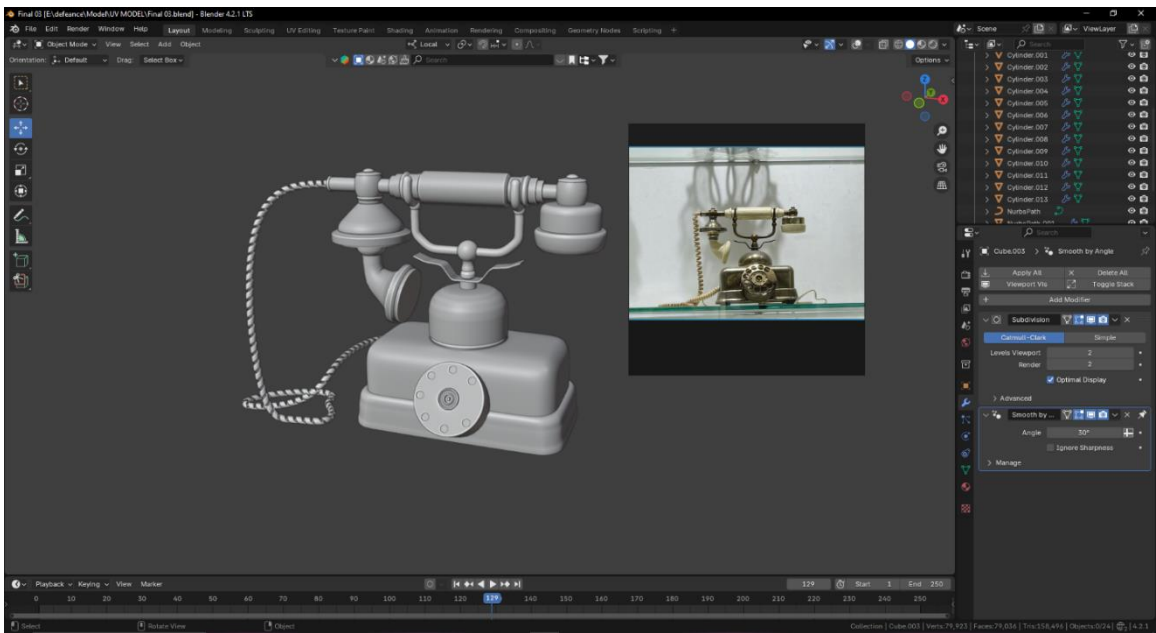 Final 03 [E:\defeance\Model\UV MODEL\Final 03.blend] - Blender 4.2.1 LTS
File Edit Render Window Help Layout Modeling Sculpting UV Editing Texture Paint Shading Animation Rendering Compositing Geometry Nodes Scripting + Scene ViewLayer
Object Mode View Select Add Object Local Search
Orientation: Default Drag: Select Box Search Options
Cylinder.001
Cylinder.002
Cylinder.003
Cylinder.004
Cylinder.005
Cylinder.006
Cylinder.007
Cylinder.008
Cylinder.009
Cylinder.010
Cylinder.011
Cylinder.012
Cylinder.013
NurbsPath
NurbsPath.001
Search
Cube.003 > Smooth by Angle
Apply All Delete All
Viewport Vis Toggle Stack
Add Modifier
Subdivision
Catmull-Clark Simple
Levels Viewport 2
Render 2
Optimal Display
> Advanced
Smooth by ...
Angle 30°
Ignore Sharpness
> Manage
X
Y
Z
Playback Keying View Marker 129 Start 1 End 250
0 10 20 30 40 50 60 70 80 90 100 110 120 129 140 150 160 170 180 190 200 210 220 230 240 250
Select Rotate View Object Collection | Cube.003 | Verts:79,923 | Faces:79,036 | Tris:158,496 | Objects:0/24 | 4.2.1